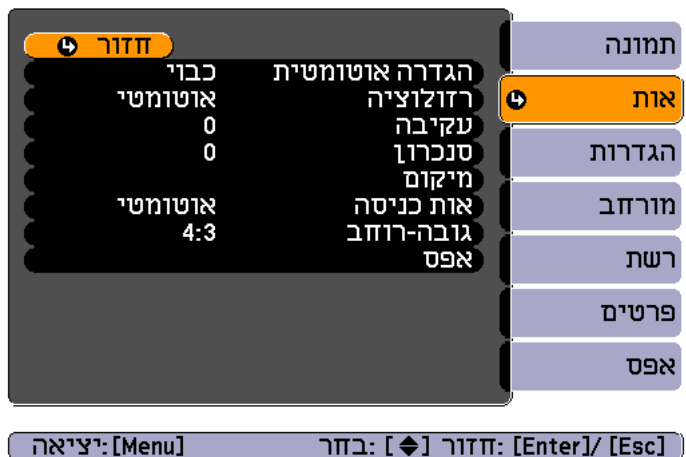 תמונה
אות
הגדרות
מורחב
רשת
פרטים
אפס
חזור
הגדרה אוטומטית כבוי
רזולוציה אוטומטי
עקיבה 0
סנכרון 0
מיקום
אות כניסה אוטומטי
גובה-רוחב 4:3
אפס
[Esc] /[Enter] :חזור [◆] :בחר [Menu]:יציאה